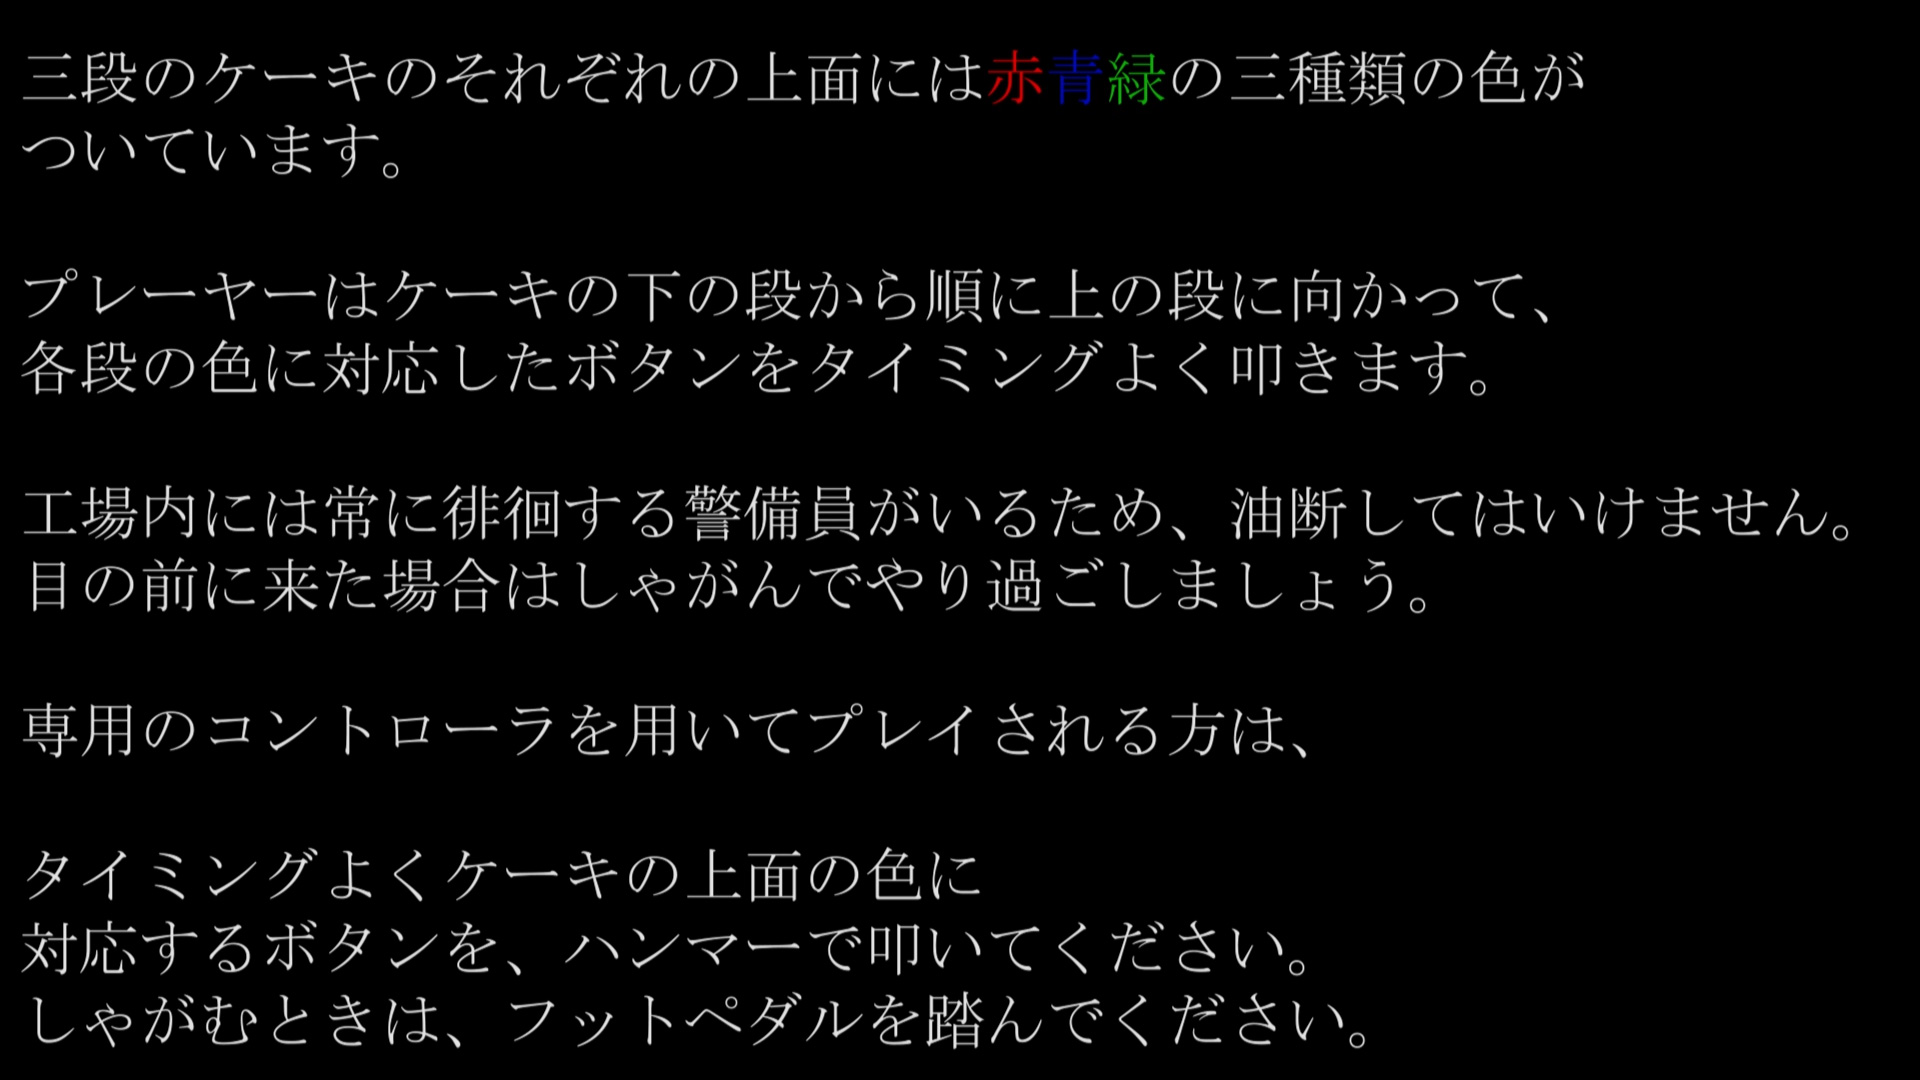 三段のケーキのそれぞれの上面には赤青緑の三種類の色が
ついています。
プレーヤーはケーキの下の段から順に上の段に向かって、
各段の色に対応したボタンをタイミングよく叩きます。
工場内には常に徘徊する警備員がいるため、油断してはいけません。
目の前に来た場合はしゃがんでやり過ごしましょう。
専用のコントローラを用いてプレイされる方は、
タイミングよくケーキの上面の色に
対応するボタンを、ハンマーで叩いてください。
しゃがむときは、フットペダルを踏んでください。